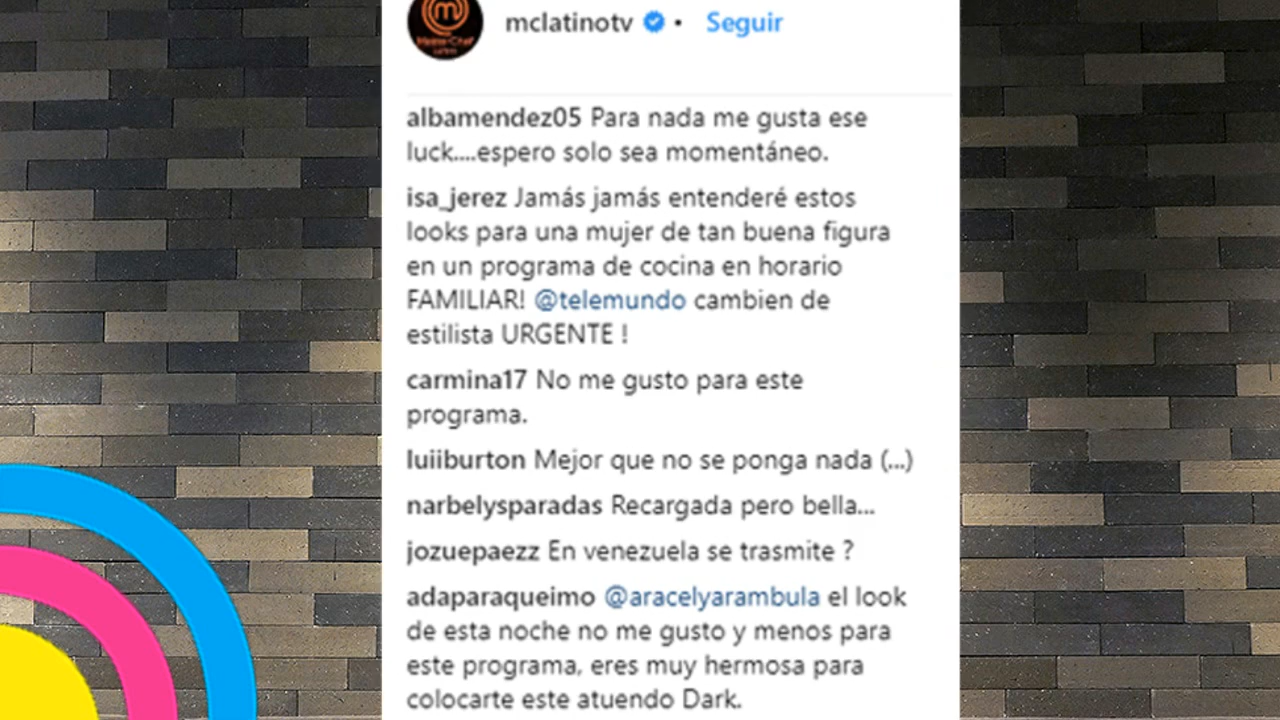 MasterChef
LATINO
mclatinotv • Seguir
albamendez05 Para nada me gusta ese
luck....espero solo sea momentáneo.
isa_jerez Jamás jamás entenderé estos
looks para una mujer de tan buena figura
en un programa de cocina en horario
FAMILIAR! @telemundo cambien de
estilista URGENTE !
carmina17 No me gusto para este
programa.
luiiburton Mejor que no se ponga nada (...)
narbelysparadas Recargada pero bella...
jozuepaezz En venezuela se trasmite ?
adaparaqueimo @aracelyarambula el look
de esta noche no me gusto y menos para
este programa, eres muy hermosa para
colocarte este atuendo Dark.